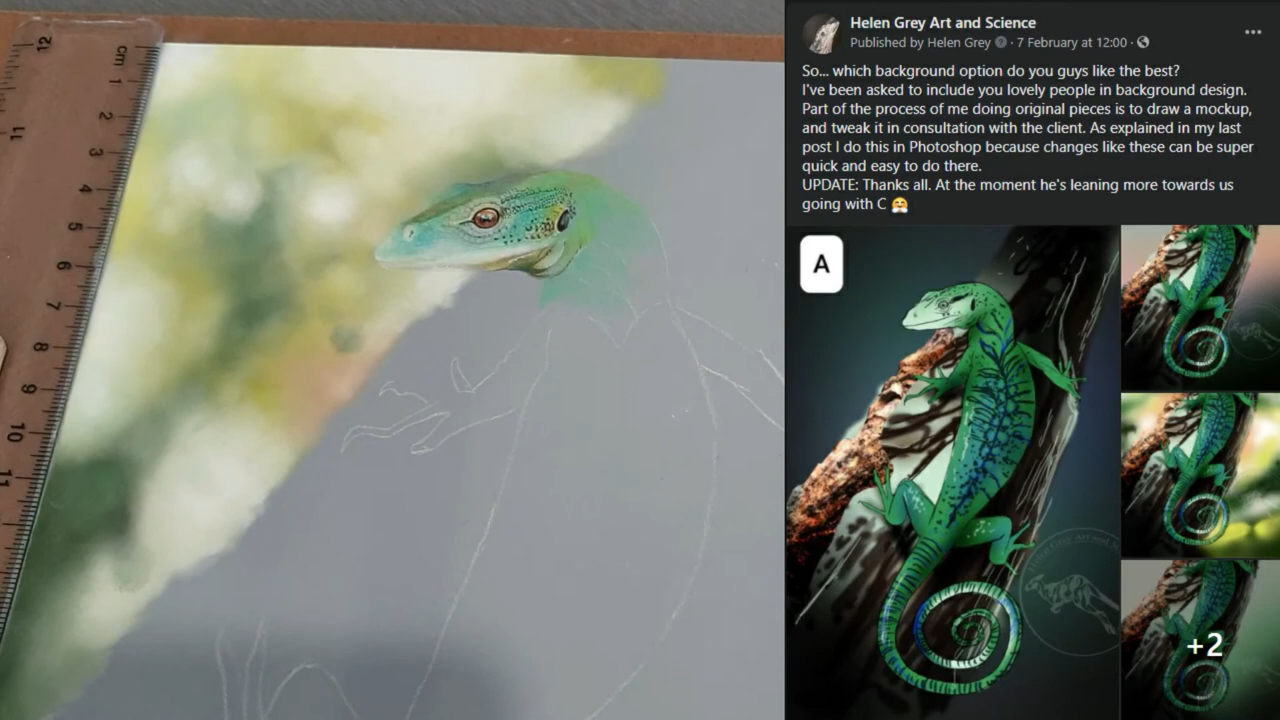 12
cm
1
2
11
3
4
5
6
7
8
9
10
11
Helen Grey Art and Science
Published by Helen Grey · 7 February at 12:00 ·
So... which background option do you guys like the best?
I've been asked to include you lovely people in background design.
Part of the process of me doing original pieces is to draw a mockup,
and tweak it in consultation with the client. As explained in my last
post I do this in Photoshop because changes like these can be super
quick and easy to do there.
UPDATE: Thanks all. At the moment he's leaning more towards us
going with C 🤗
A
Helen Grey Art and
+2